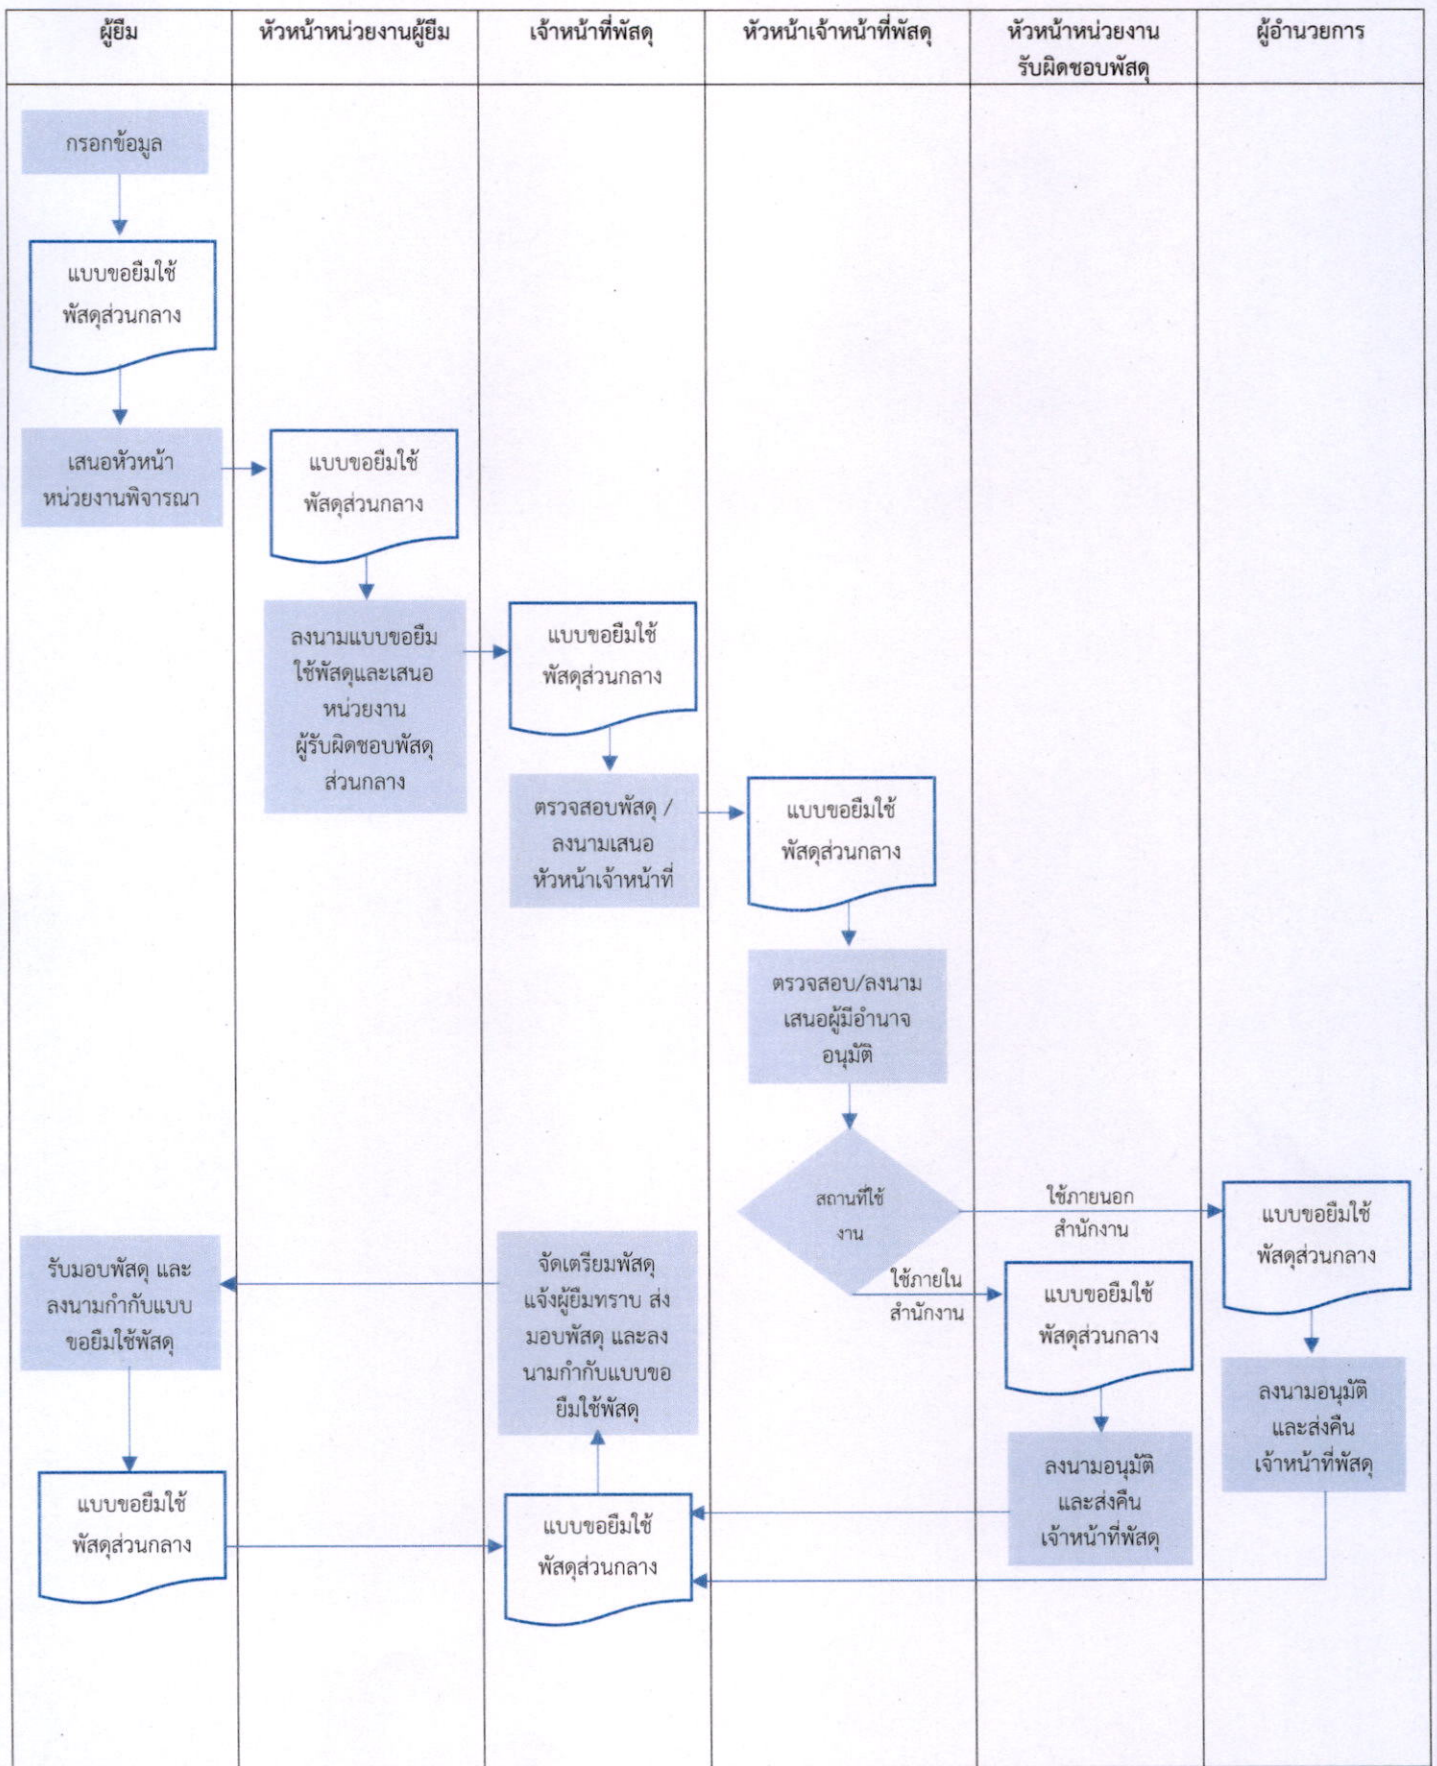 ผู้ยืม
หัวหน้าหน่วยงานผู้ยืม
เจ้าหน้าที่พัสดุ
หัวหน้าเจ้าหน้าที่พัสดุ
หัวหน้าหน่วยงาน
รับผิดชอบพัสดุ
ผู้อำนวยการ
กรอกข้อมูล
แบบขอยืมใช้
พัสดุส่วนกลาง
เสนอหัวหน้า
หน่วยงานพิจารณา
แบบขอยืมใช้
พัสดุส่วนกลาง
ลงนามแบบขอยืม
ใช้พัสดุและเสนอ
หน่วยงาน
ผู้รับผิดชอบพัสดุ
ส่วนกลาง
แบบขอยืมใช้
พัสดุส่วนกลาง
ตรวจสอบพัสดุ /
ลงนามเสนอ
หัวหน้าเจ้าหน้าที่
แบบขอยืมใช้
พัสดุส่วนกลาง
ตรวจสอบ/ลงนาม
เสนอผู้มีอำนาจ
อนุมัติ
สถานที่ใช้
งาน
ใช้ภายนอก
สำนักงาน
ใช้ภายใน
สำนักงาน
แบบขอยืมใช้
พัสดุส่วนกลาง
ลงนามอนุมัติ
และส่งคืน
เจ้าหน้าที่พัสดุ
แบบขอยืมใช้
พัสดุส่วนกลาง
ลงนามอนุมัติ
และส่งคืน
เจ้าหน้าที่พัสดุ
แบบขอยืมใช้
พัสดุส่วนกลาง
จัดเตรียมพัสดุ
แจ้งผู้ยืมทราบ ส่ง
มอบพัสดุ และลง
นามกำกับแบบขอ
ยืมใช้พัสดุ
รับมอบพัสดุ และ
ลงนามกำกับแบบ
ขอยืมใช้พัสดุ
แบบขอยืมใช้
พัสดุส่วนกลาง